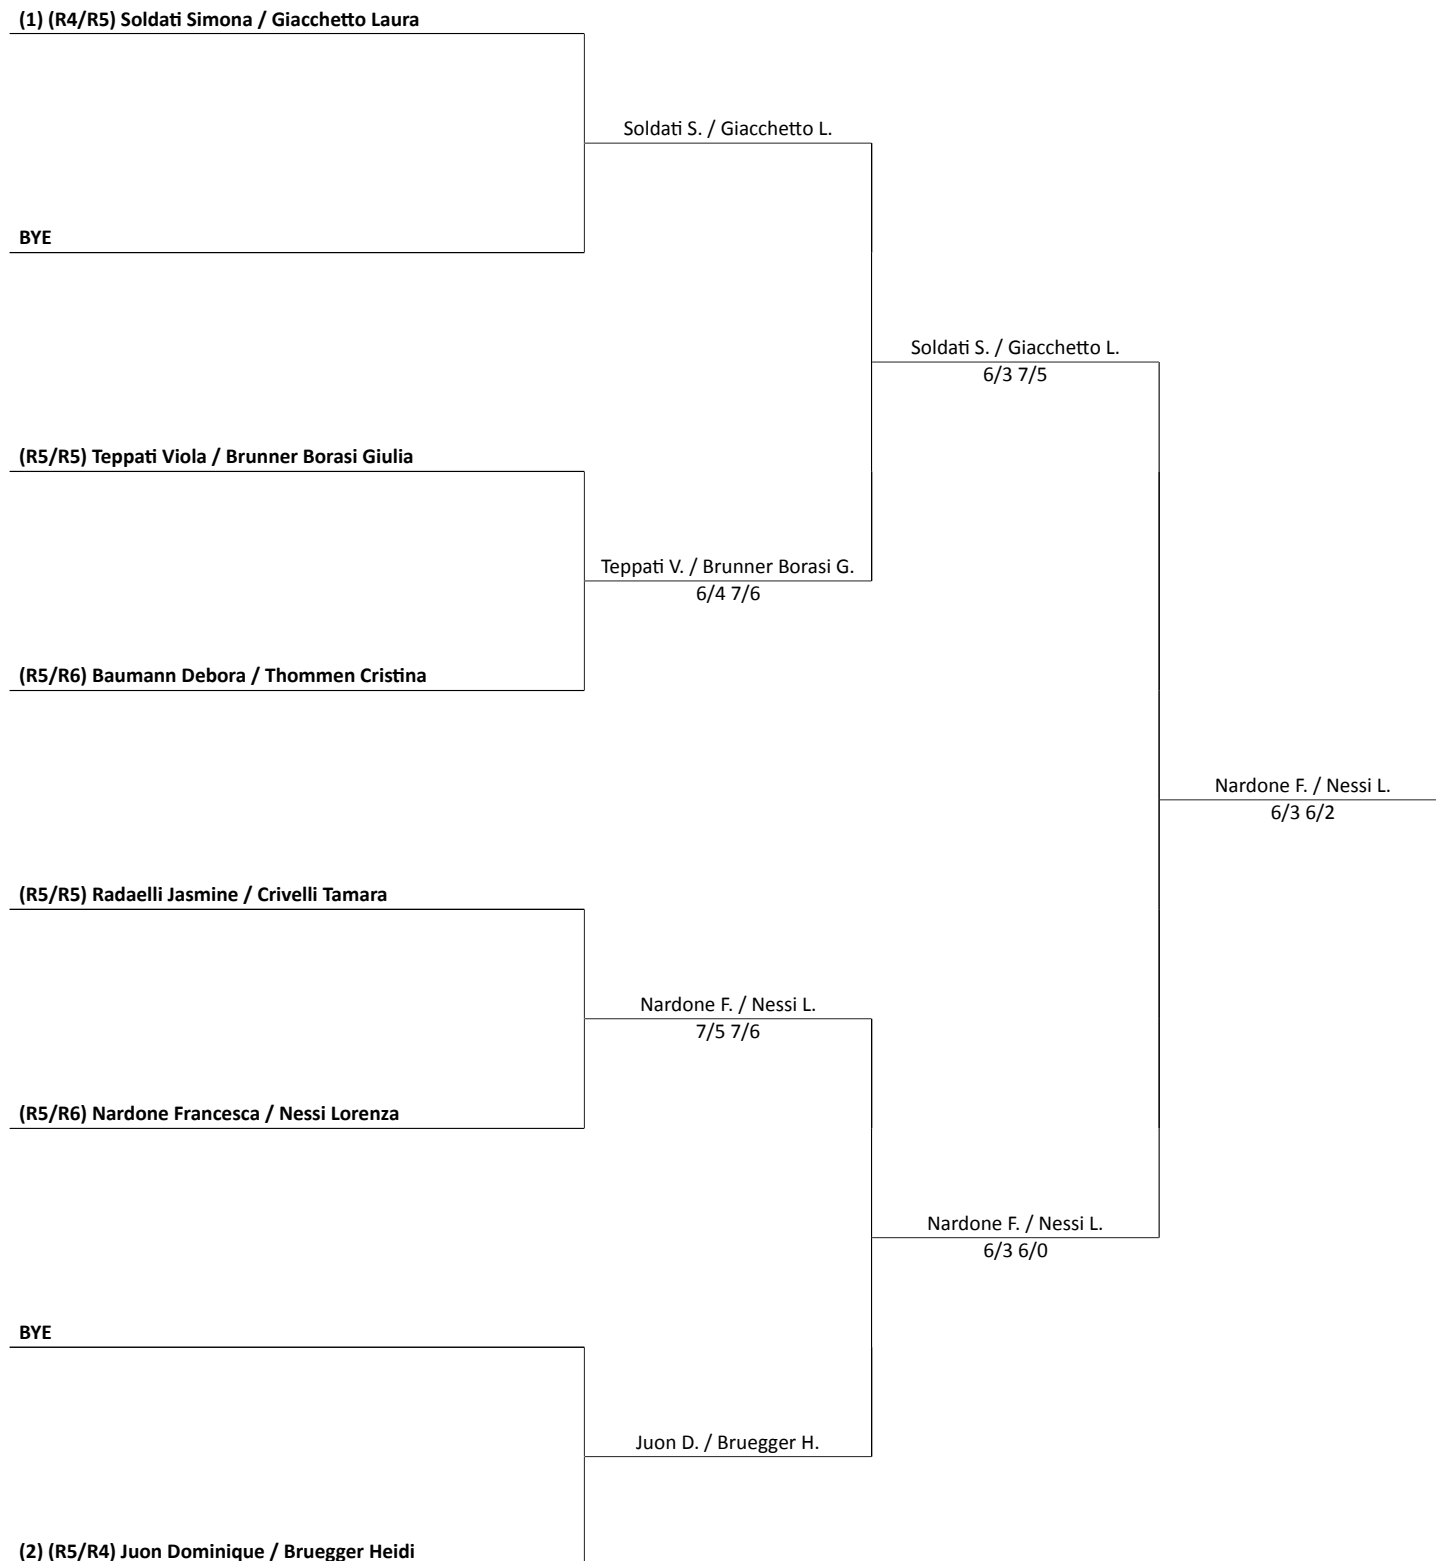 (1) (R4/R5) Soldati Simona / Giacchetto Laura
Soldati S. / Giacchetto L.
BYE
Soldati S. / Giacchetto L.
6/3 7/5
(R5/R5) Teppati Viola / Brunner Borasi Giulia
Teppati V. / Brunner Borasi G.
6/4 7/6
(R5/R6) Baumann Debora / Thommen Cristina
Nardone F. / Nessi L.
6/3 6/2
(R5/R5) Radaelli Jasmine / Crivelli Tamara
Nardone F. / Nessi L.
7/5 7/6
(R5/R6) Nardone Francesca / Nessi Lorenza
Nardone F. / Nessi L.
6/3 6/0
BYE
Juon D. / Bruegger H.
(2) (R5/R4) Juon Dominique / Bruegger Heidi